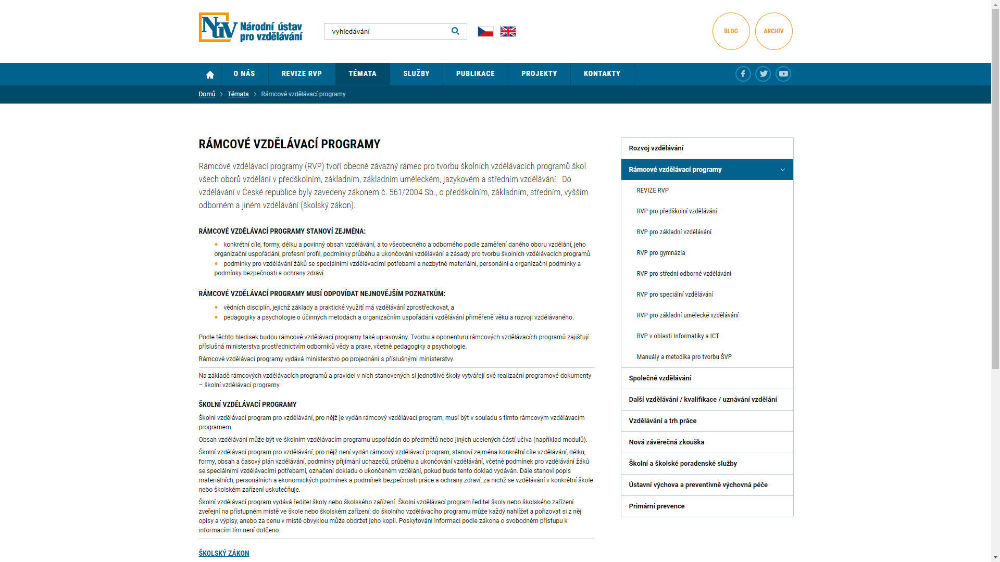 NÚV Národní ústav
pro vzdělávání
vyhledávání
BLOG
ARCHIV
O NÁS
REVIZE RVP
TÉMATA
SLUŽBY
PUBLIKACE
PROJEKTY
KONTAKTY
Domů
Témata
Rámcové vzdělávací programy
RÁMCOVÉ VZDĚLÁVACÍ PROGRAMY
Rámcové vzdělávací programy (RVP) tvoří obecně závazný rámec pro tvorbu školních vzdělávacích programů škol
všech oborů vzdělání v předškolním, základním, základním uměleckém, jazykovém a středním vzdělávání. Do
vzdělávání v České republice byly zavedeny zákonem č. 561/2004 Sb., o předškolním, základním, středním, vyšším
odborném a jiném vzdělávání (školský zákon).
RÁMCOVÉ VZDĚLÁVACÍ PROGRAMY STANOVÍ ZEJMÉNA:
konkrétní cíle, formy, délku a povinný obsah vzdělávání, a to všeobecného a odborného podle zaměření daného oboru vzdělání, jeho
organizační uspořádání, profesní profil, podmínky průběhu a ukončování vzdělávání a zásady pro tvorbu školních vzdělávacích programů
podmínky pro vzdělávání žáků se speciálními vzdělávacími potřebami a nezbytné materiální, personální a organizační podmínky a
podmínky bezpečnosti a ochrany zdraví.
RÁMCOVÉ VZDĚLÁVACÍ PROGRAMY MUSÍ ODPOVÍDAT NEJNOVĚJŠÍM POZNATKŮM:
vědních disciplín, jejichž základy a praktické využití má vzdělávání zprostředkovat, a
pedagogiky a psychologie o účinných metodách a organizačním uspořádání vzdělávání přiměřeně věku a rozvoji vzdělávaného.
Podle těchto hledisek budou rámcové vzdělávací programy také upravovány. Tvorbu a oponenturu rámcových vzdělávacích programů zajišťují
příslušná ministerstva prostřednictvím odborníků vědy a praxe, včetně pedagogiky a psychologie.
Rámcové vzdělávací programy vydává ministerstvo po projednání s příslušnými ministerstvy.
Na základě rámcových vzdělávacích programů a pravidel v nich stanovených si jednotlivé školy vytvářejí své realizační programové dokumenty
– školní vzdělávací programy.
ŠKOLNÍ VZDĚLÁVACÍ PROGRAMY
Školní vzdělávací program pro vzdělávání, pro nějž je vydán rámcový vzdělávací program, musí být v souladu s tímto rámcovým vzdělávacím
programem.
Obsah vzdělávání může být ve školním vzdělávacím programu uspořádán do předmětů nebo jiných ucelených částí učiva (například modulů).
Školní vzdělávací program pro vzdělávání, pro nějž není vydán rámcový vzdělávací program, stanoví zejména konkrétní cíle vzdělávání, délku,
formy, obsah a časový plán vzdělávání, podmínky přijímání uchazečů, průběhu a ukončování vzdělávání, včetně podmínek pro vzdělávání žáků
se speciálními vzdělávacími potřebami, označení dokladu o ukončeném vzdělání, pokud bude tento doklad vydáván. Dále stanoví popis
materiálních, personálních a ekonomických podmínek a podmínek bezpečnosti práce a ochrany zdraví, za nichž se vzdělávání v konkrétní škole
nebo školském zařízení uskutečňuje.
Školní vzdělávací program vydává ředitel školy nebo školského zařízení. Školní vzdělávací program ředitel školy nebo školského zařízení
zveřejní na přístupném místě ve škole nebo školském zařízení; do školního vzdělávacího programu může každý nahlížet a pořizovat si z něj
opisy a výpisy, anebo za cenu v místě obvyklou může obdržet jeho kopii. Poskytování informací podle zákona o svobodném přístupu k
informacím tím není dotčeno.
ŠKOLSKÝ ZÁKON
Rozvoj vzdělávání
Rámcové vzdělávací programy
REVIZE RVP
RVP pro předškolní vzdělávání
RVP pro základní vzdělávání
RVP pro gymnázia
RVP pro střední odborné vzdělávání
RVP pro speciální vzdělávání
RVP pro základní umělecké vzdělávání
RVP v oblasti Informatiky a ICT
Manuály a metodika pro tvorbu ŠVP
Společné vzdělávání
Další vzdělávání / kvalifikace / uznávání vzdělání
Vzdělávání a trh práce
Nová závěrečná zkouška
Školní a školské poradenské služby
Ústavní výchova a preventivně výchovná péče
Primární prevence